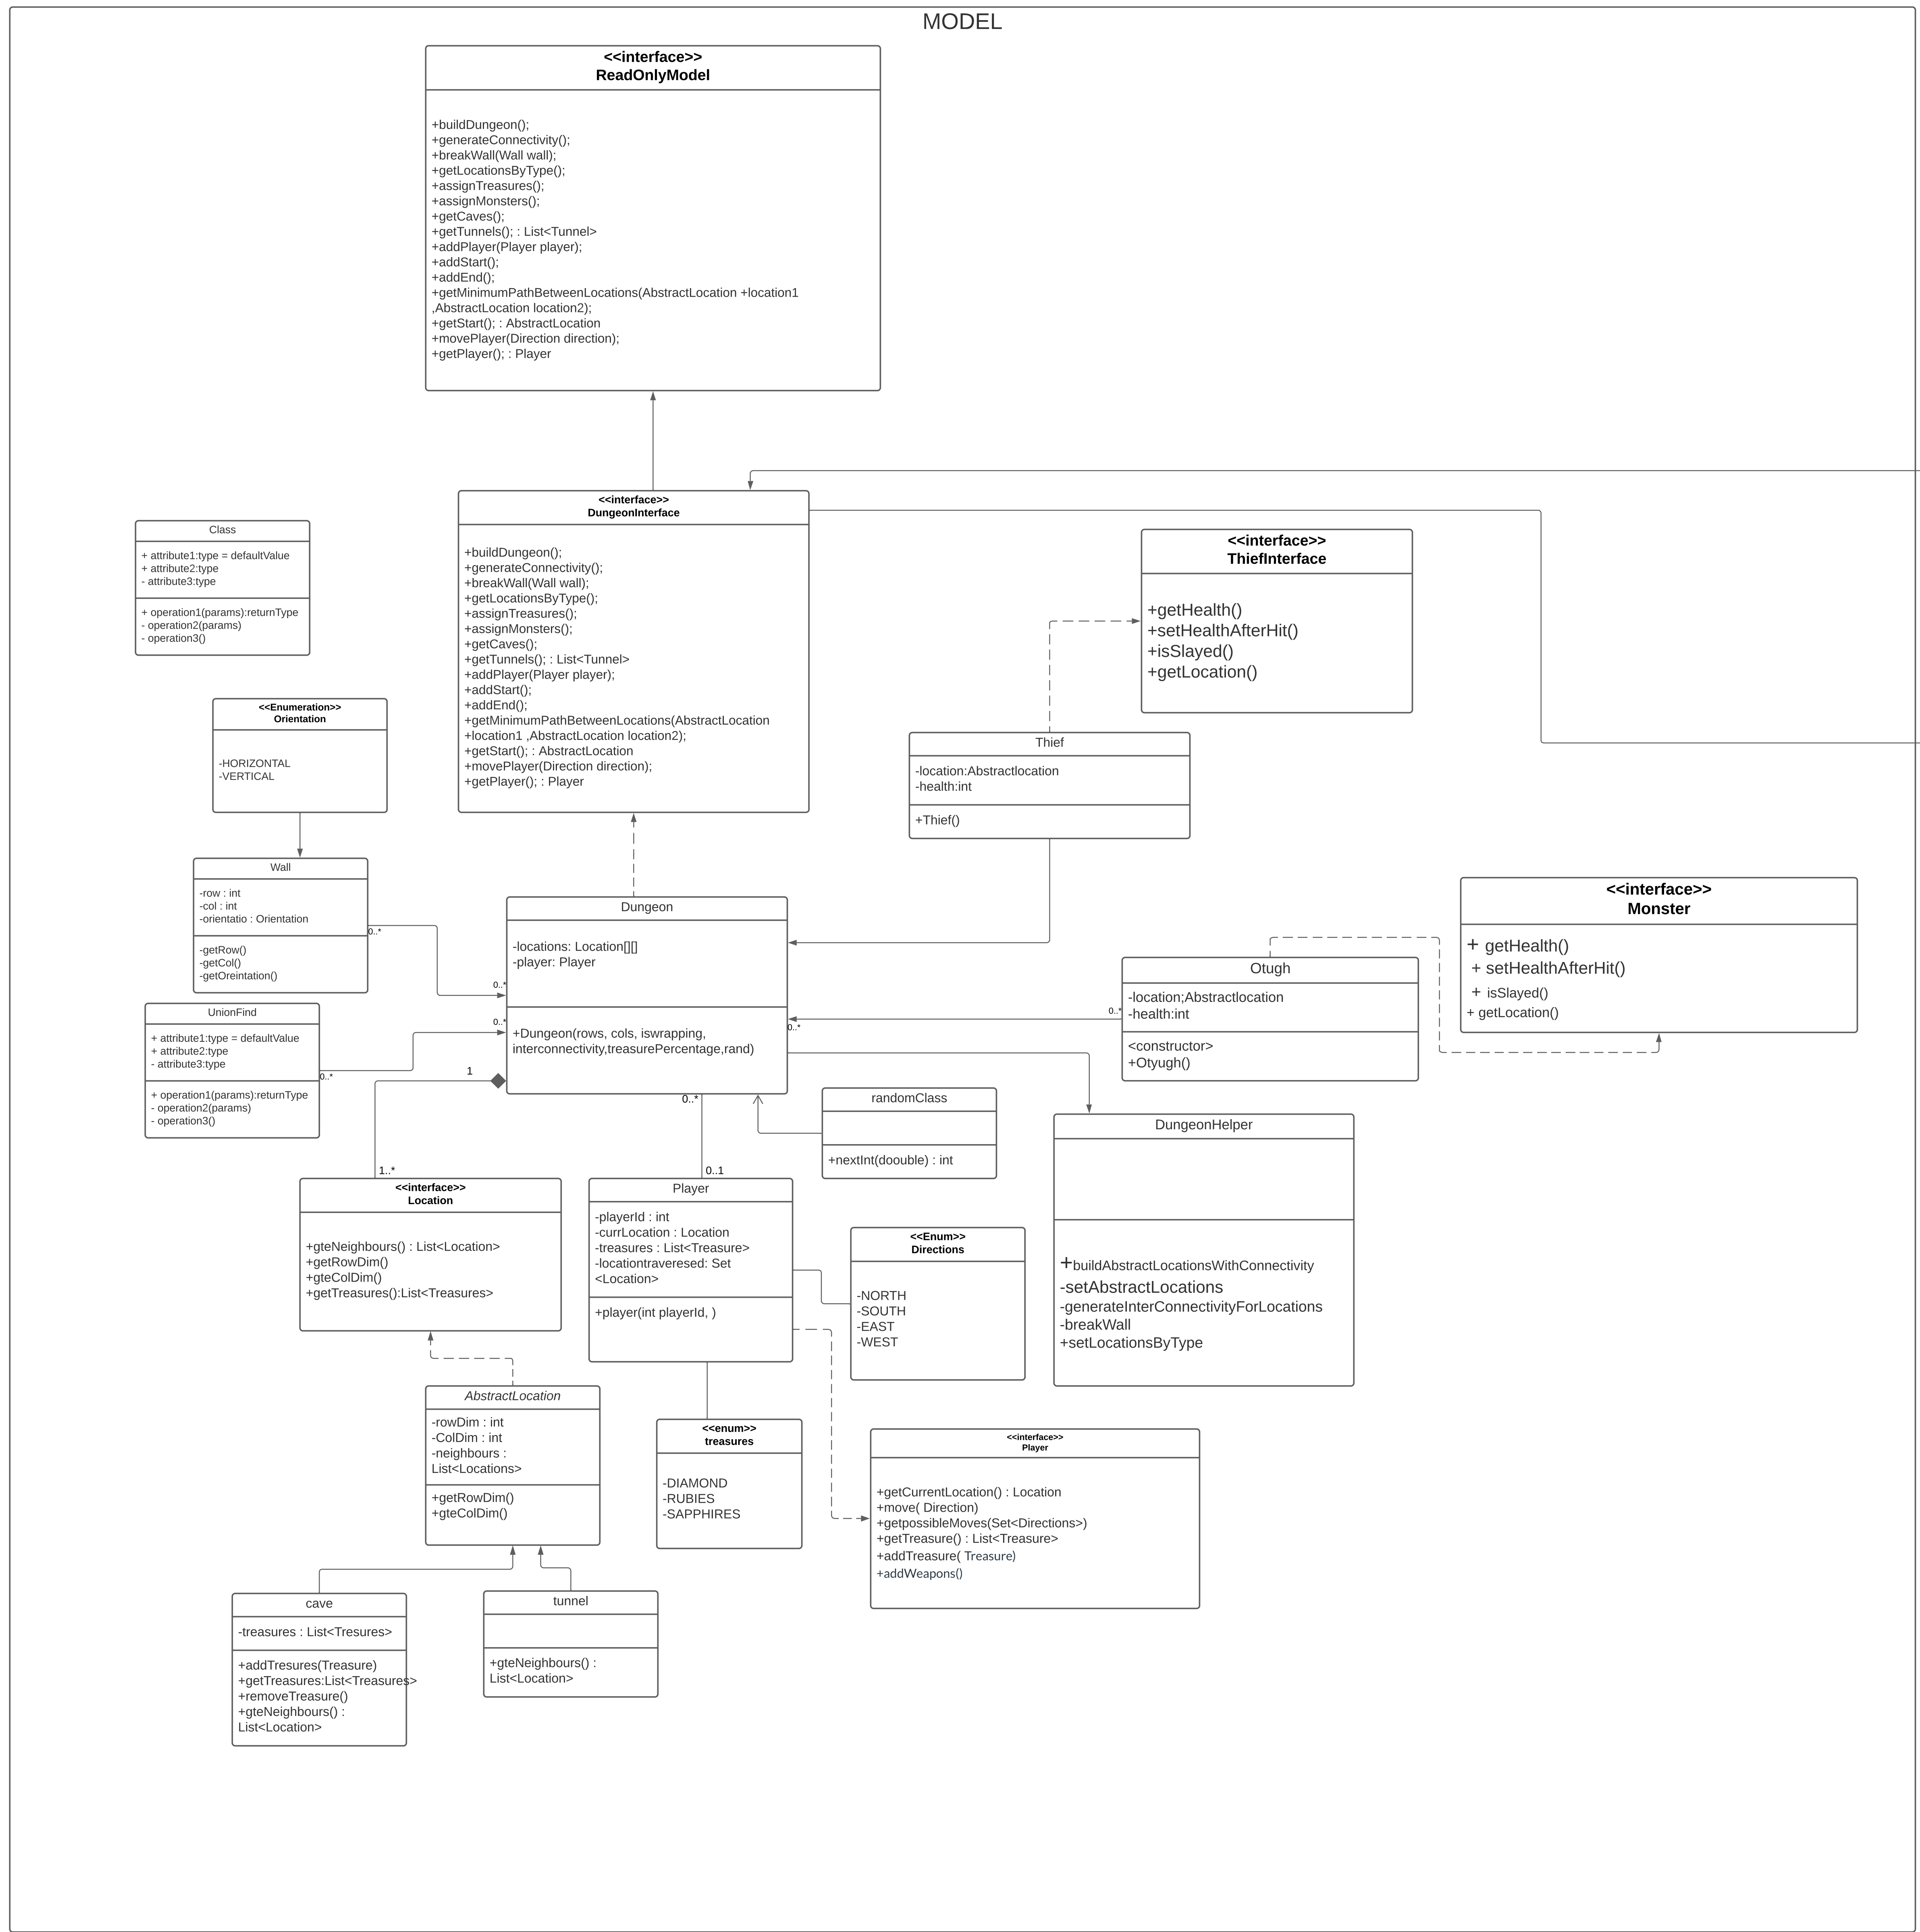 MODEL
<<interface>>
ReadOnlyModel
+buildDungeon();
+generateConnectivity();
+breakWall(Wall wall);
+getLocationsByType();
+assignTreasures();
+assignMonsters();
+getCaves();
+getTunnels(); : List<Tunnel>
+addPlayer(Player player);
+addStart();
+addEnd();
+getMinimumPathBetweenLocations(AbstractLocation +location1
,AbstractLocation location2);
+getStart(); : AbstractLocation
+movePlayer(Direction direction);
+getPlayer(); : Player
<<interface>>
DungeonInterface
+buildDungeon();
+generateConnectivity();
+breakWall(Wall wall);
+getLocationsByType();
+assignTreasures();
+assignMonsters();
+getCaves();
+getTunnels(); : List<Tunnel>
+addPlayer(Player player);
+addStart();
+addEnd();
+getMinimumPathBetweenLocations(AbstractLocation
+location1 ,AbstractLocation location2);
+getStart(); : AbstractLocation
+movePlayer(Direction direction);
+getPlayer(); : Player
Class
+ attribute1:type = defaultValue
+ attribute2:type
- attribute3:type
+ operation1(params):returnType
- operation2(params)
- operation3()
<<interface>>
ThiefInterface
+getHealth()
+setHealthAfterHit()
+isSlayed()
+getLocation()
<<Enumeration>>
Orientation
-HORIZONTAL
-VERTICAL
Thief
-location:Abstractlocation
-health:int
+Thief()
Wall
-row : int
-col : int
-orientatio : Orientation
-getRow()
-getCol()
-getOreintation()
0..*
0..*
Dungeon
-locations: Location[][]
-player: Player
+Dungeon(rows, cols, iswrapping,
interconnectivity,treasurePercentage,rand)
<<interface>>
Monster
+ getHealth()
+ setHealthAfterHit()
+ isSlayed()
+ getLocation()
Otugh
-location;Abstractlocation
-health:int
<constructor>
+Otyugh()
0..*
0..*
UnionFind
+ attribute1:type = defaultValue
+ attribute2:type
- attribute3:type
+ operation1(params):returnType
- operation2(params)
- operation3()
0..*
0..*
1
1..*
0..*
0..1
randomClass
+nextInt(doouble) : int
DungeonHelper
+buildAbstractLocationsWithConnectivity
-setAbstractLocations
-generateInterConnectivityForLocations
-breakWall
+setLocationsByType
<<interface>>
Location
+gteNeighbours() : List<Location>
+getRowDim()
+gteColDim()
+getTreasures():List<Treasures>
Player
-playerId : int
-currLocation : Location
-treasures : List<Treasure>
-locationtraveresed: Set
<Location>
+player(int playerId, )
<<Enum>>
Directions
-NORTH
-SOUTH
-EAST
-WEST
AbstractLocation
-rowDim : int
-ColDim : int
-neighbours :
List<Locations>
+getRowDim()
+gteColDim()
<<enum>>
treasures
-DIAMOND
-RUBIES
-SAPPHIRES
<<interface>>
Player
+getCurrentLocation() : Location
+move( Direction)
+getpossibleMoves(Set<Directions>)
+getTreasure() : List<Treasure>
+addTreasure( Treasure)
+addWeapons()
cave
-treasures : List<Tresures>
+addTresures(Treasure)
+getTreasures:List<Treasures>
+removeTreasure()
+gteNeighbours() :
List<Location>
tunnel
+gteNeighbours() :
List<Location>